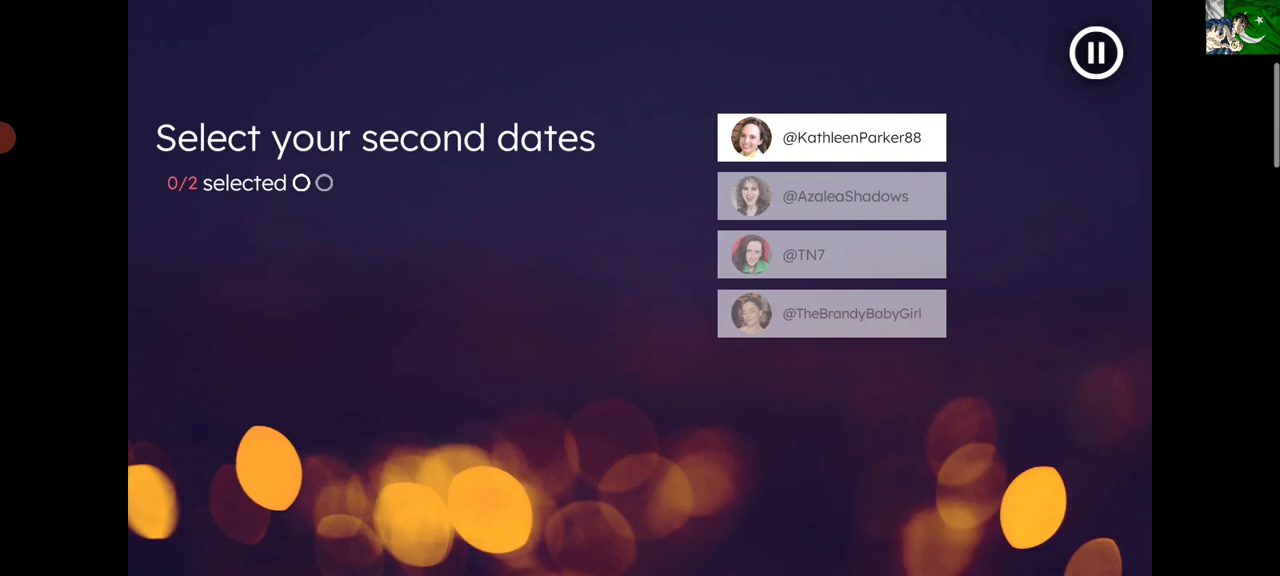 Select your second dates
0/2 selected
@KathleenParker88
@AzaleaShadows
@TN7
@TheBrandyBabyGirl